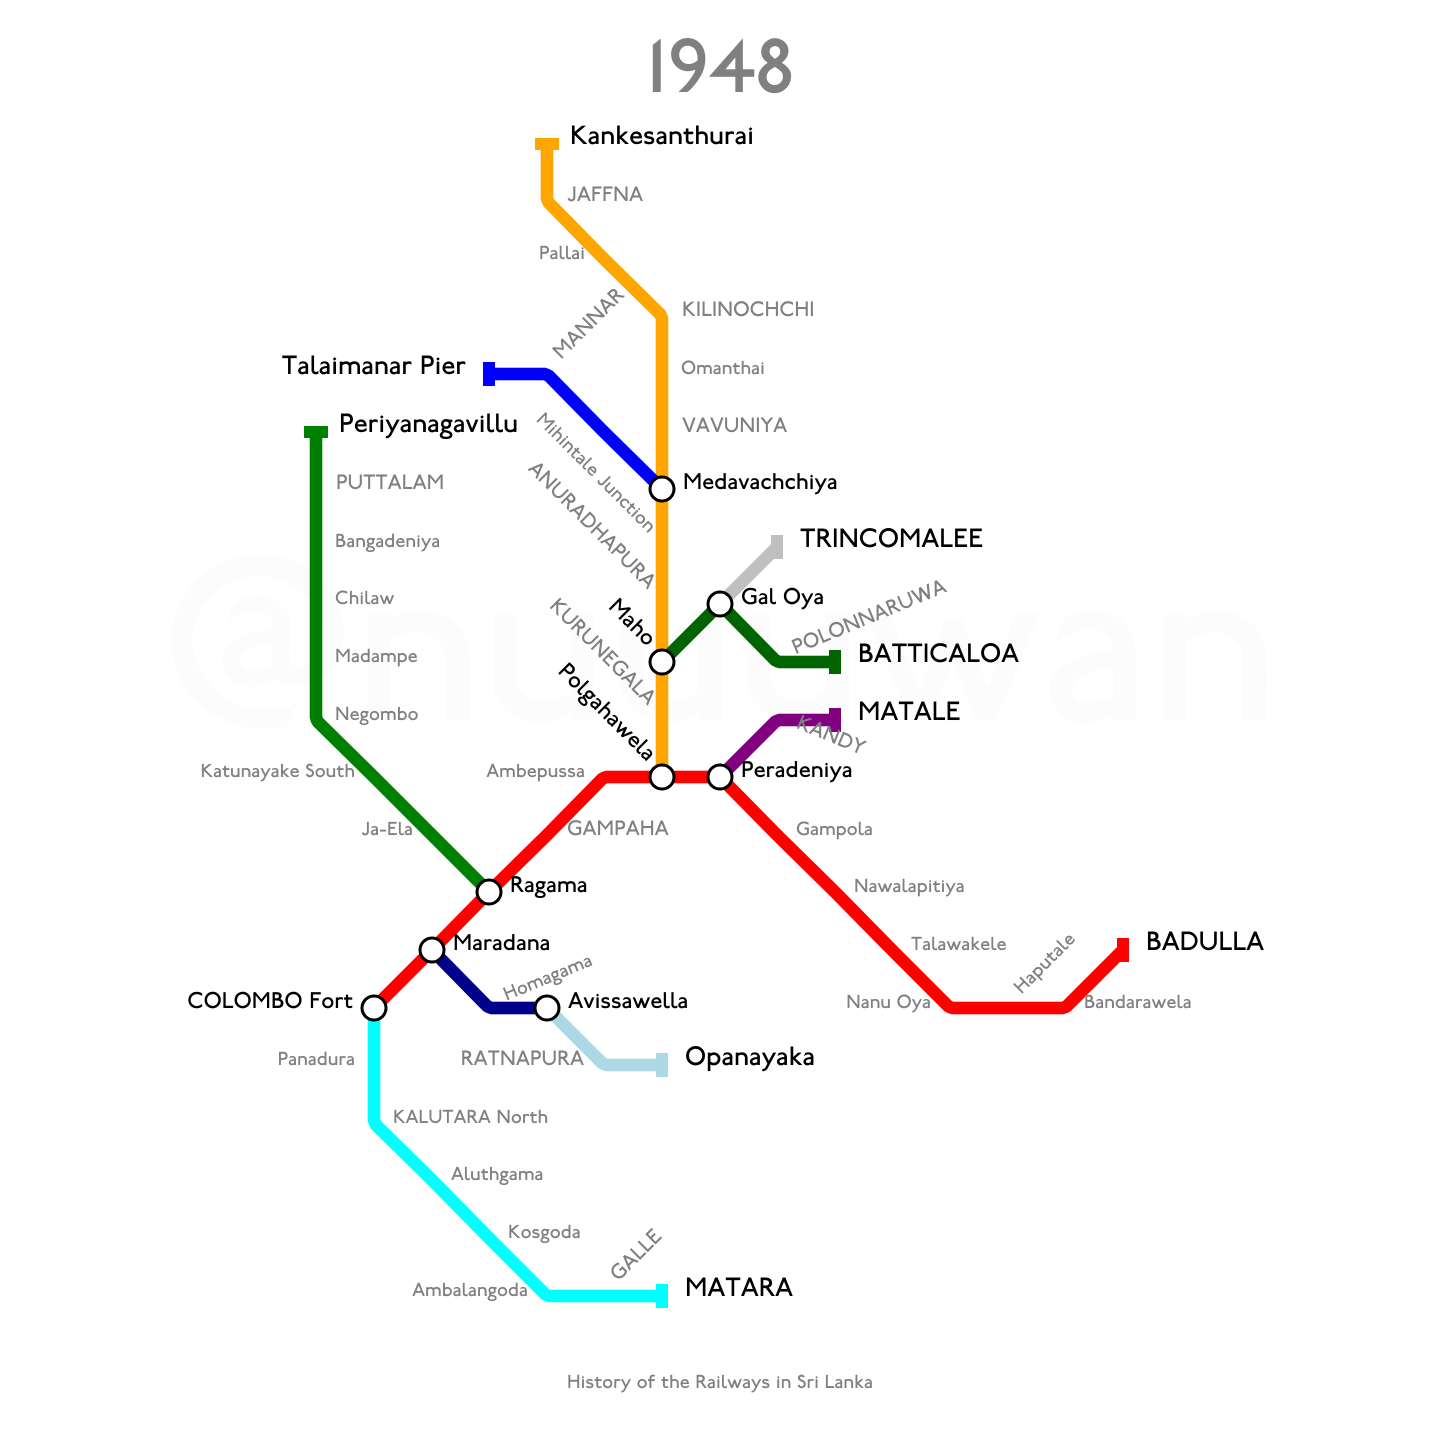 1948
Kankesanthurai
JAFFNA
Pallai
MANNAR
KILINOCHCHI
Talaimanar Pier
Omanthai
Periyanagavillu
Mihintale Junction
VAVUNIYA
PUTTALAM
ANURADHAPURA
Medavachchiya
Bangadeniya
TRINCOMALEE
Chilaw
Maho
Gal Oya
POLONNARUWA
Madampe
KURUNEGALA
BATTICALOA
Negombo
Polgahawela
MATALE
KANDY
Katunayake South
Ambepussa
Peradeniya
Ja-Ela
GAMPAHA
Gampola
Ragama
Nawalapitiya
Maradana
Homagama
Talawakele
Haputale
BADULLA
COLOMBO Fort
Avissawella
Nanu Oya
Bandarawela
Panadura
RATNAPURA
Opanayaka
KALUTARA North
Aluthgama
Kosgoda
GALLE
Ambalangoda
MATARA
History of the Railways in Sri Lanka